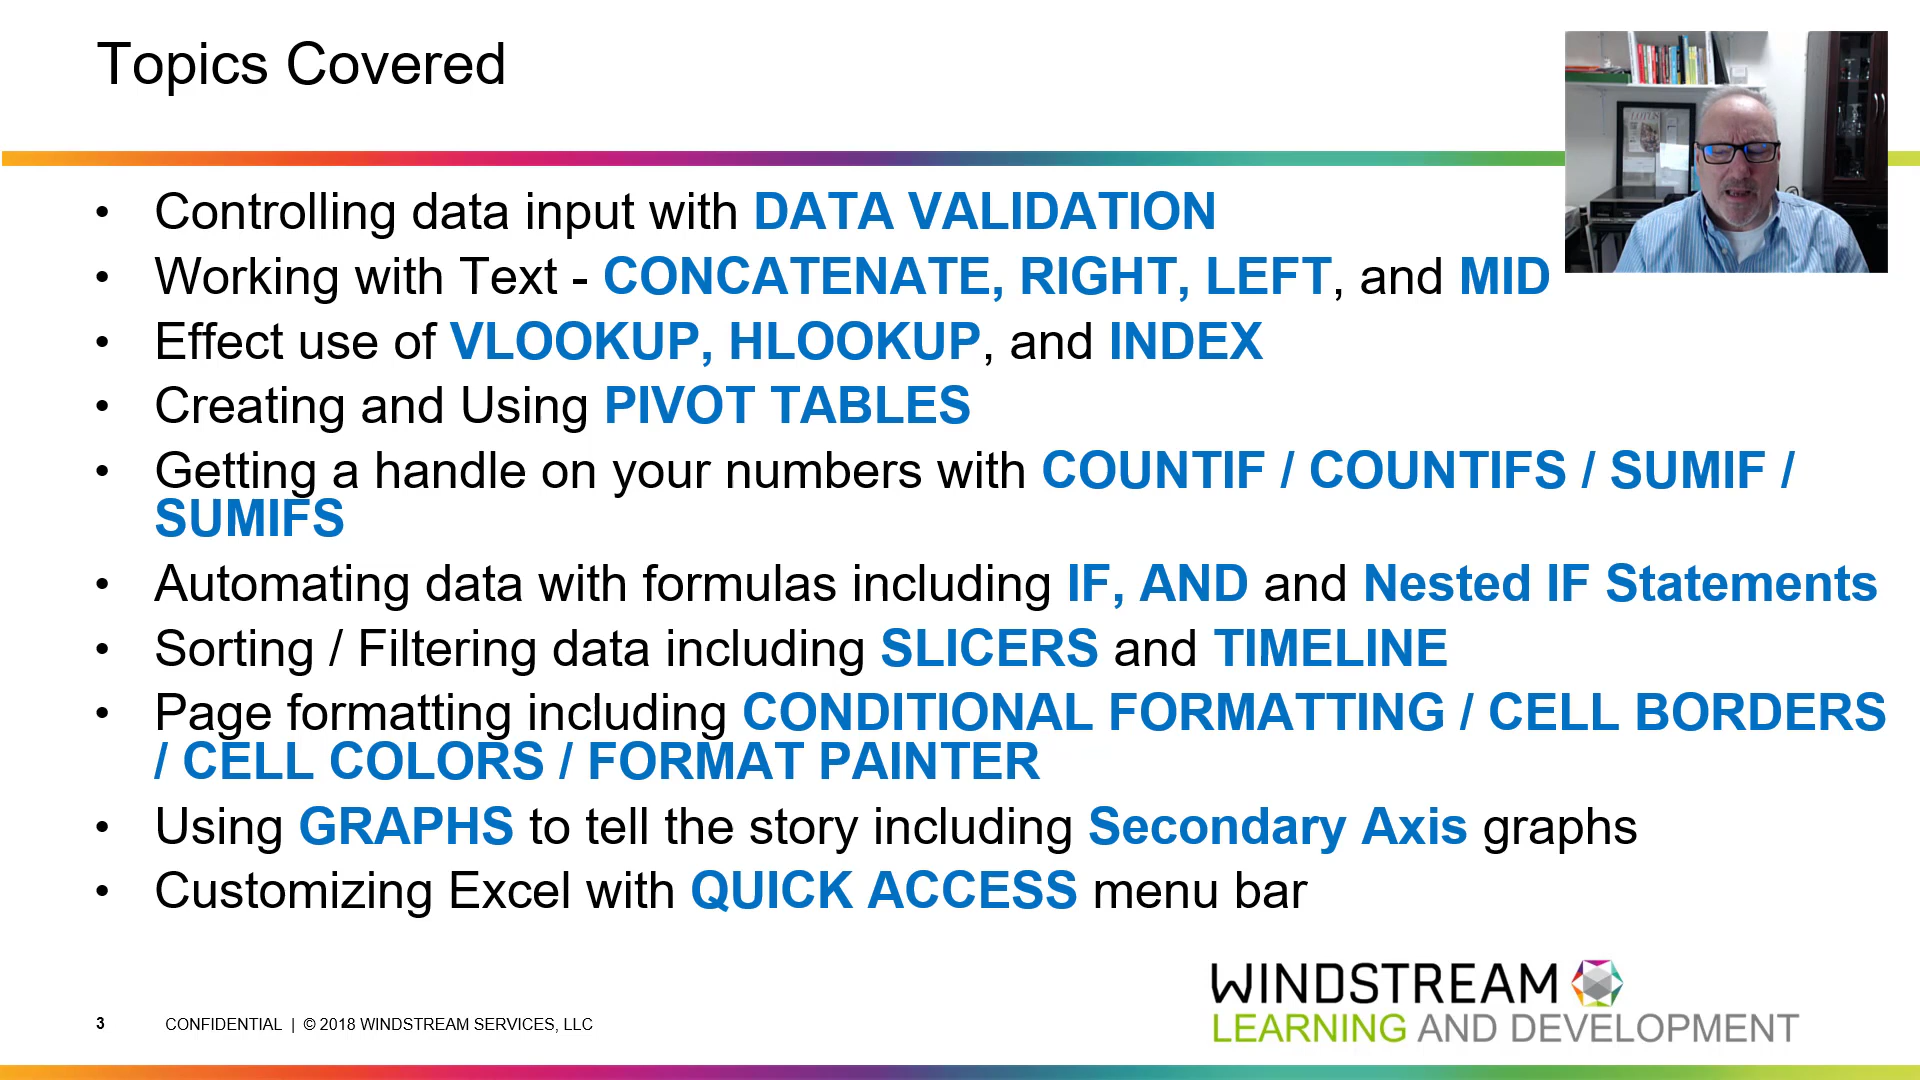 Topics Covered
• Controlling data input with DATA VALIDATION
• Working with Text - CONCATENATE, RIGHT, LEFT, and MID
• Effect use of VLOOKUP, HLOOKUP, and INDEX
• Creating and Using PIVOT TABLES
• Getting a handle on your numbers with COUNTIF / COUNTIFS / SUMIF /
SUMIFS
• Automating data with formulas including IF, AND and Nested IF Statements
• Sorting / Filtering data including SLICERS and TIMELINE
• Page formatting including CONDITIONAL FORMATTING / CELL BORDERS
/ CELL COLORS / FORMAT PAINTER
• Using GRAPHS to tell the story including Secondary Axis graphs
• Customizing Excel with QUICK ACCESS menu bar
WINDSTREAM
LEARNING AND DEVELOPMENT
3 CONFIDENTIAL | © 2018 WINDSTREAM SERVICES, LLC